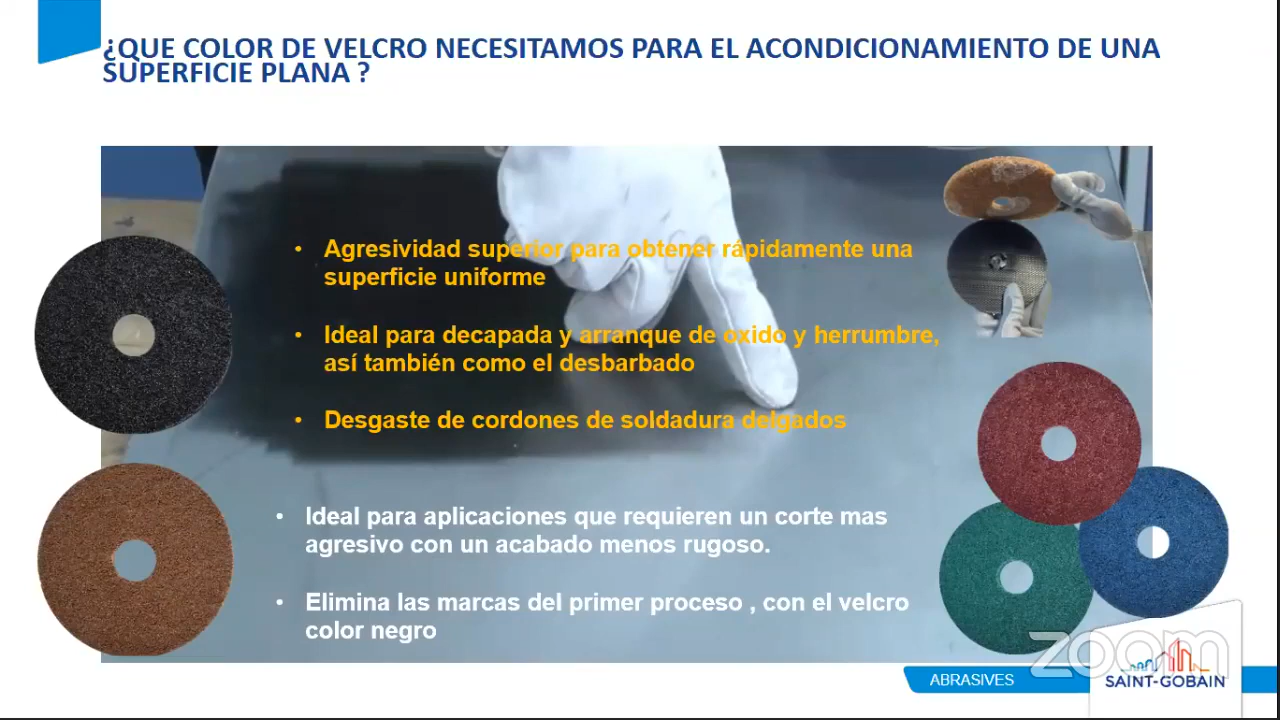 ¿QUE COLOR DE VELCRO NECESITAMOS PARA EL ACONDICIONAMIENTO DE UNA
SUPERFICIE PLANA ?
• Agresividad superior para obtener rápidamente una
superficie uniforme
• Ideal para decapada y arranque de oxido y herrumbre,
así también como el desbarbado
• Desgaste de cordones de soldadura delgados
• Ideal para aplicaciones que requieren un corte mas
agresivo con un acabado menos rugoso.
• Elimina las marcas del primer proceso , con el velcro
color negro
zoom
ABRASIVES
SAINT-GOBAIN